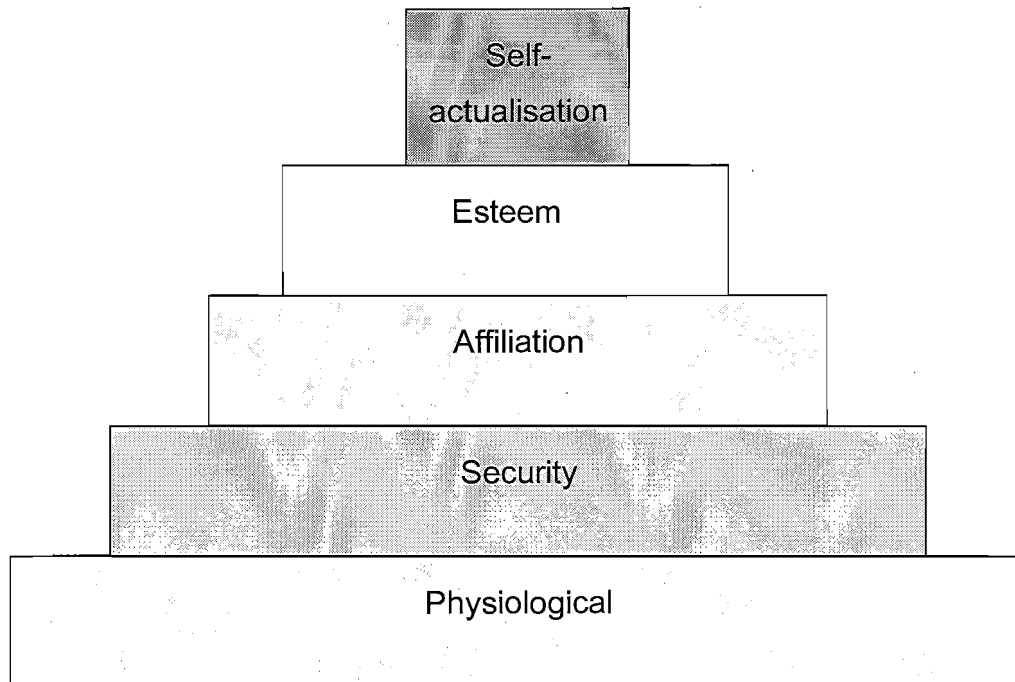 Self-
actualisation
Esteem
Affiliation
Security
Physiological